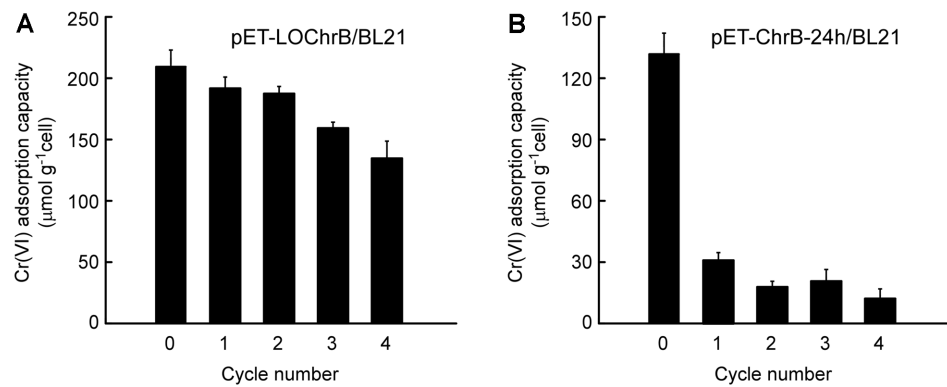 A
pET-LOChrB/BL21
Cr(VI) adsorption capacity
(μmol g⁻¹cell)
250
200
150
100
50
0
0 1 2 3 4
Cycle number
B
pET-ChrB-24h/BL21
Cr(VI) adsorption capacity
(μmol g⁻¹cell)
150
120
90
60
30
0
0 1 2 3 4
Cycle number